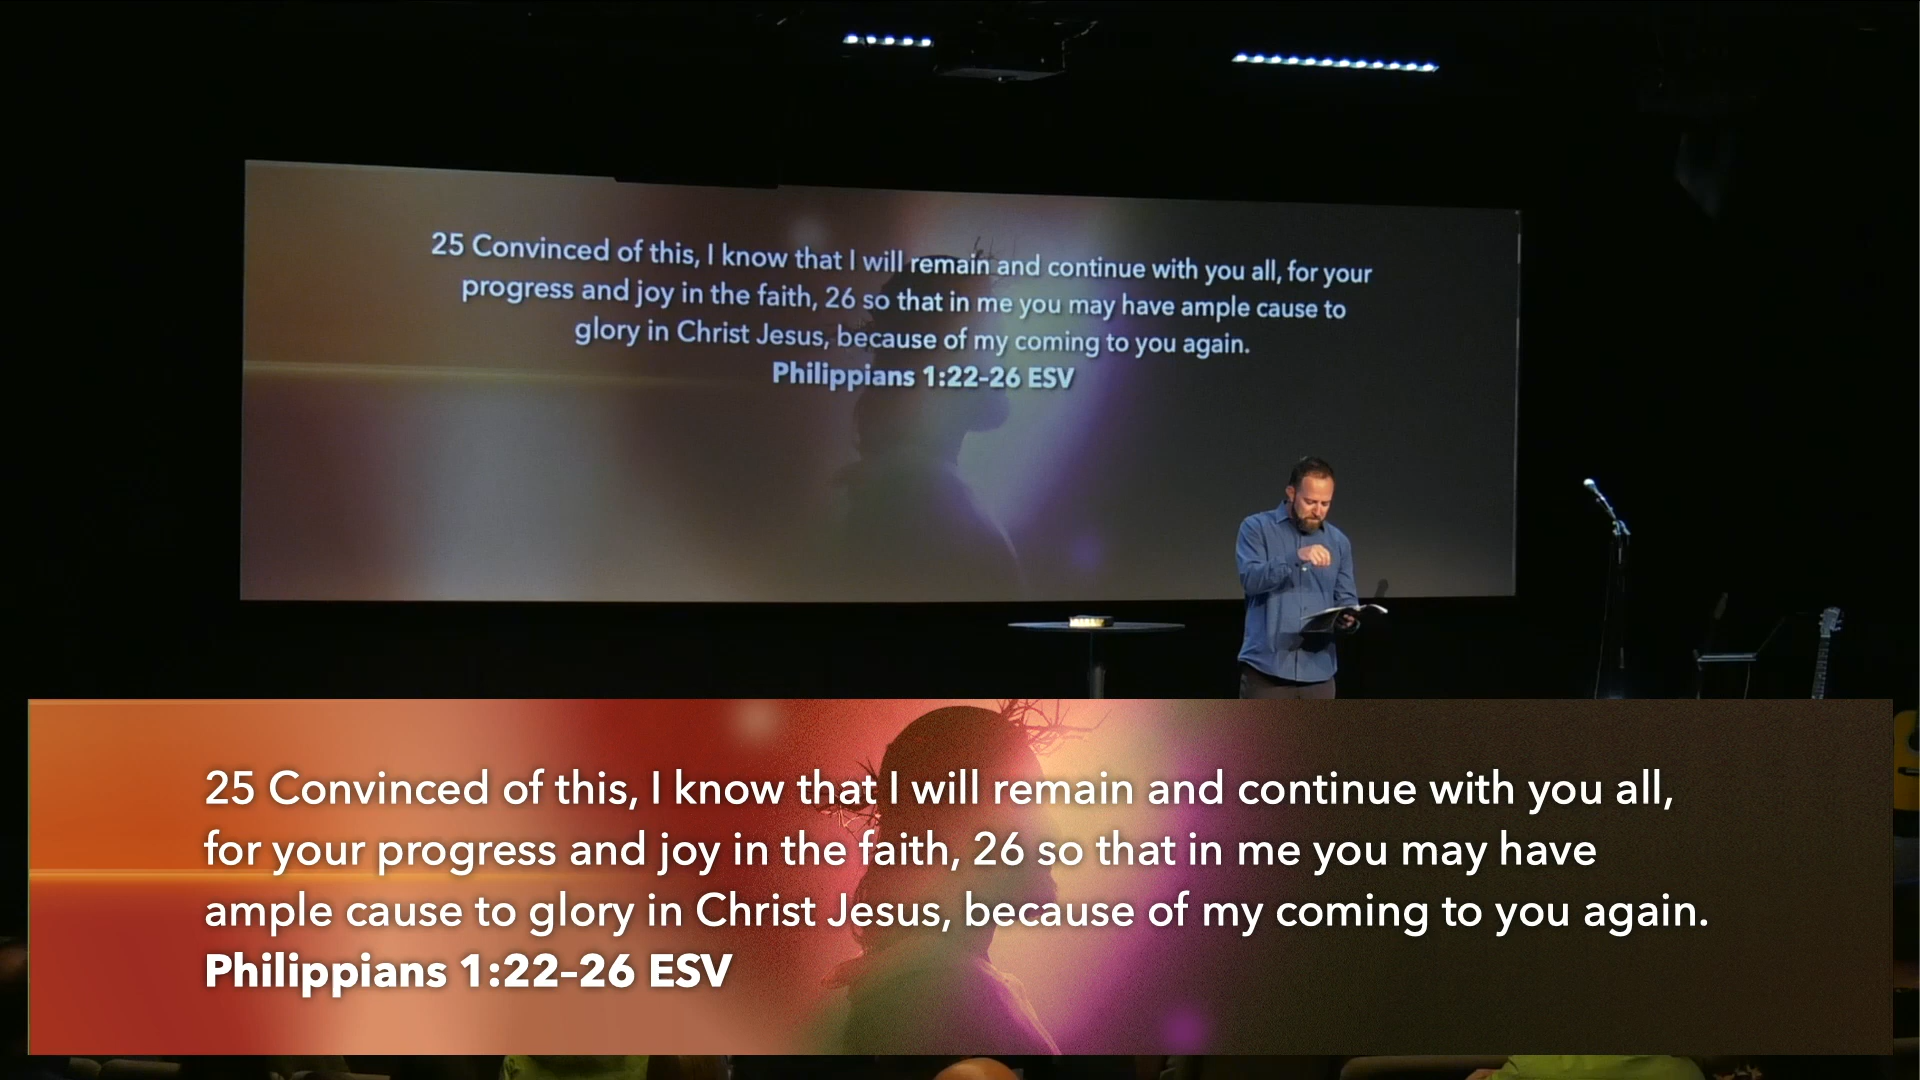 25 Convinced of this, I know that I will remain and continue with you all, for your
progress and joy in the faith, 26 so that in me you may have ample cause to
glory in Christ Jesus, because of my coming to you again.
Philippians 1:22-26 ESV
25 Convinced of this, I know that I will remain and continue with you all,
for your progress and joy in the faith, 26 so that in me you may have
ample cause to glory in Christ Jesus, because of my coming to you again.
Philippians 1:22–26 ESV